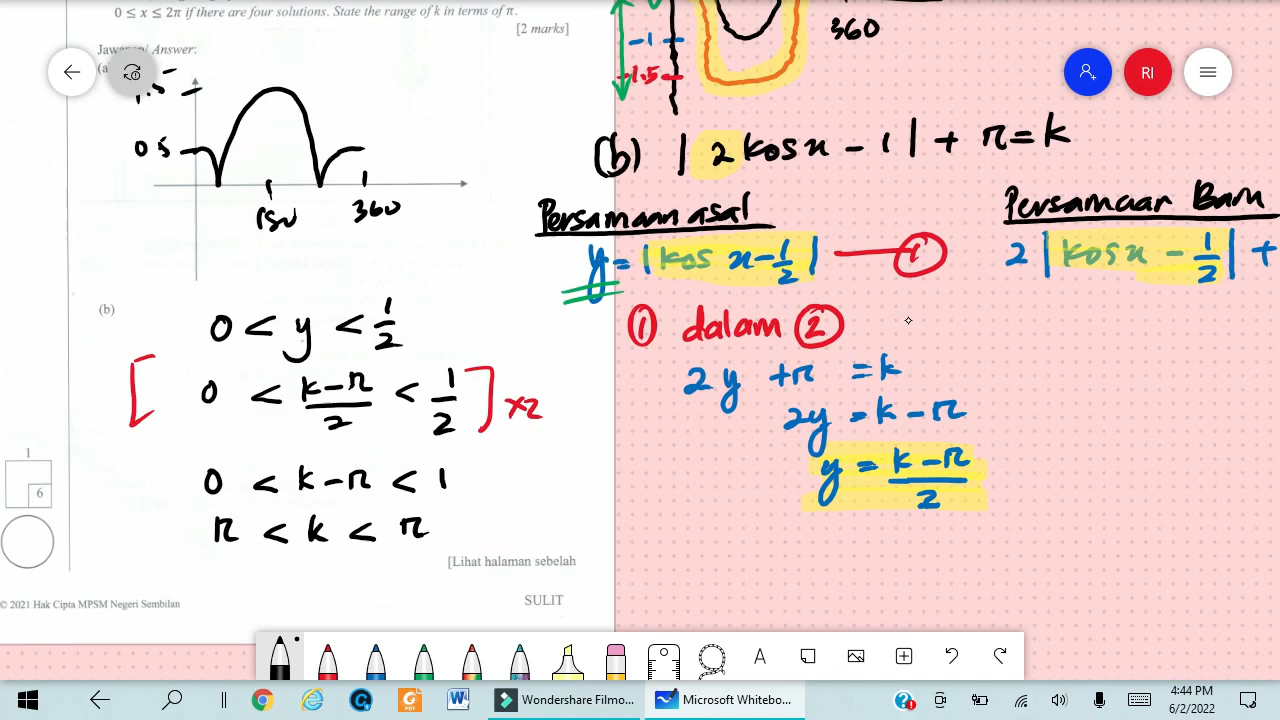 0 ≤ x ≤ 2π if there are four solutions. State the range of k in terms of π.
[2 marks]
Jawapan/ Answer:
(a
1.5
0.5
180
360
(b)
0 < y < 1/2
[ 0 < (k-π)/2 < 1/2 ] ×2
0 < k-π < 1
π < k < π
1
6
[Lihat halaman sebelah
© 2021 Hak Cipta MPSM Negeri Sembilan
SULIT
0
-1
-1.5
360
RI
(b) | 2 kos x - 1 | + π = k
Persamaan asal
y = | kos x - 1/2 | — ①
Persamaan Baru
2 | kos x - 1/2 | +
① dalam ②
2y + π = k
2y = k - π
y = (k-π)/2
A
Wondershare Filmo...
Microsoft Whitebo...
4:44 PM
6/2/2022